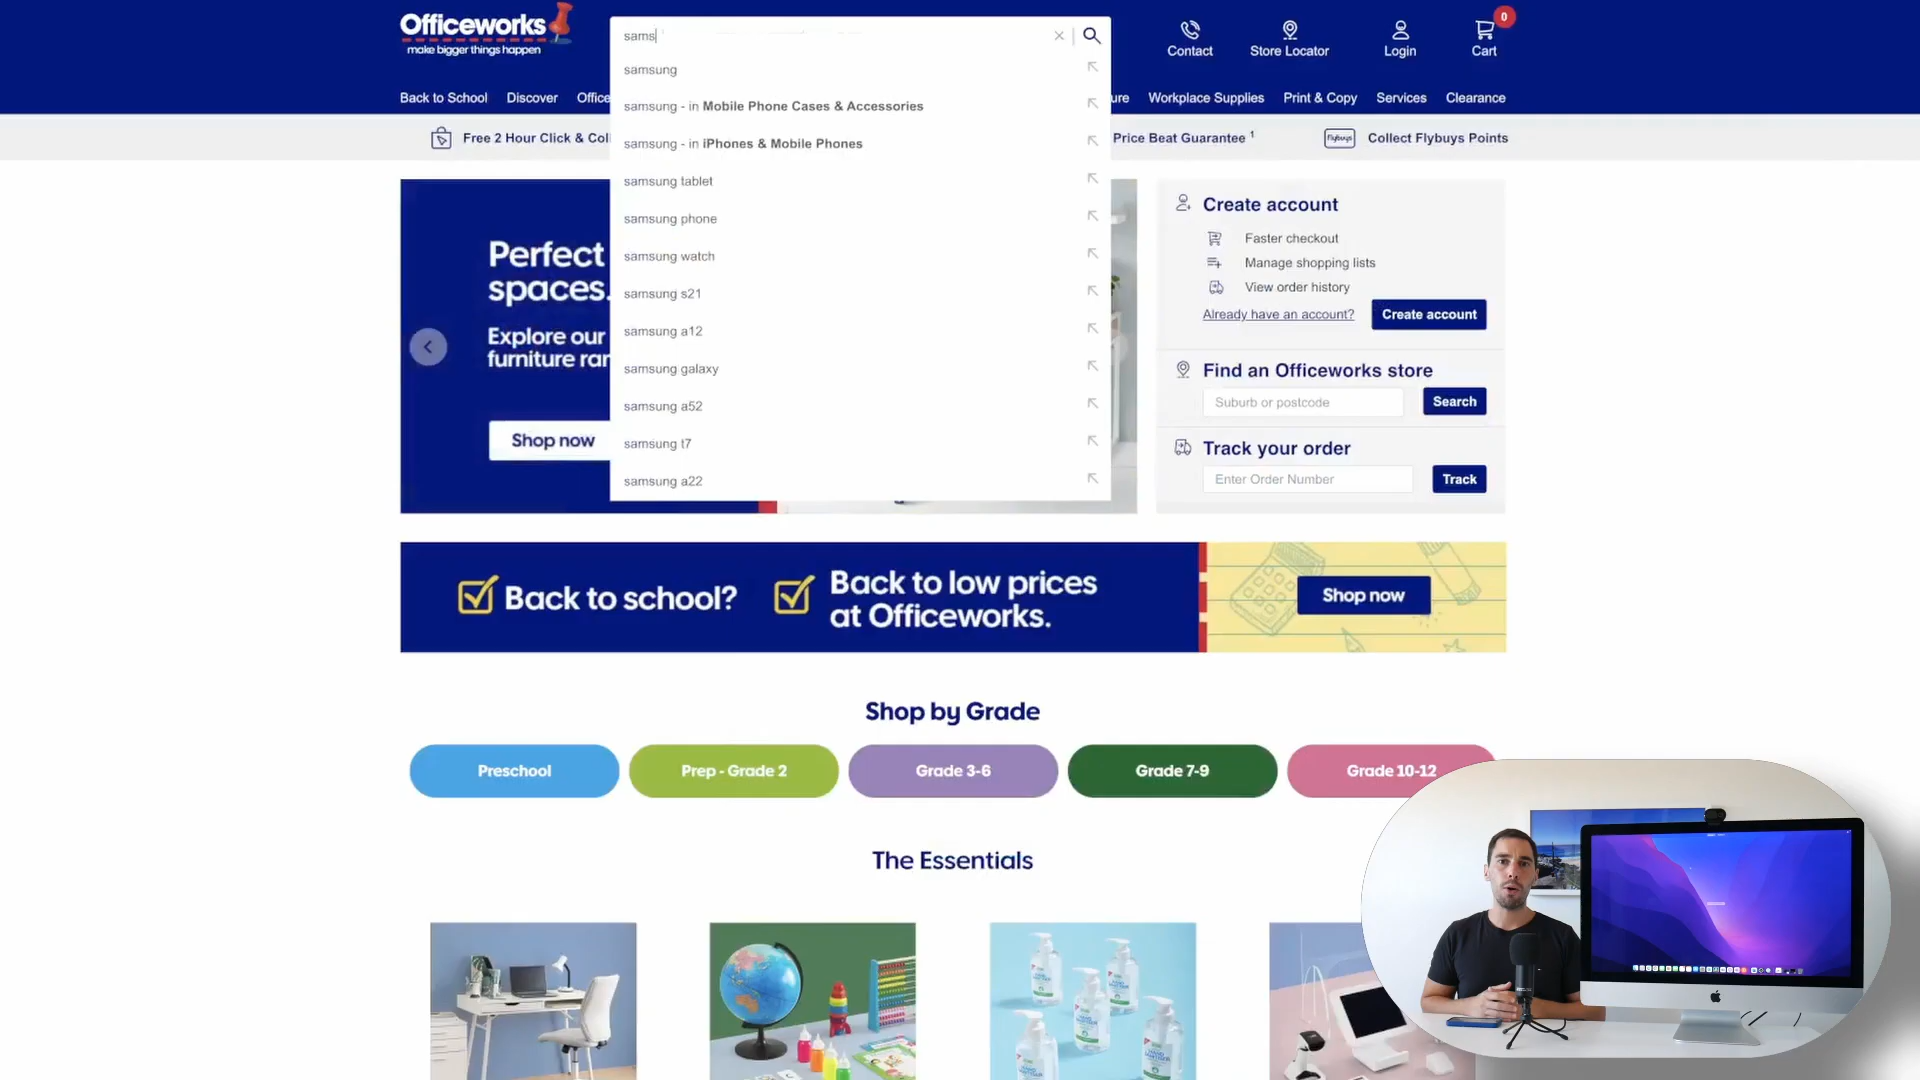 Officeworks
make bigger things happen
sams
Contact
Store Locator
Login
0
Cart
Back to School
Discover
Office
ure
Workplace Supplies
Print & Copy
Services
Clearance
samsung
samsung - in Mobile Phone Cases & Accessories
samsung - in iPhones & Mobile Phones
samsung tablet
samsung phone
samsung watch
samsung s21
samsung a12
samsung galaxy
samsung a52
samsung t7
samsung a22
Free 2 Hour Click & Coll
Price Beat Guarantee 1
flybuys
Collect Flybuys Points
Perfect
spaces.
Explore our
furniture ran
Shop now
Create account
Faster checkout
Manage shopping lists
View order history
Already have an account?
Create account
Find an Officeworks store
Suburb or postcode
Search
Track your order
Enter Order Number
Track
Back to school?
Back to low prices
at Officeworks.
Shop now
Shop by Grade
Preschool
Prep - Grade 2
Grade 3-6
Grade 7-9
Grade 10-12
The Essentials